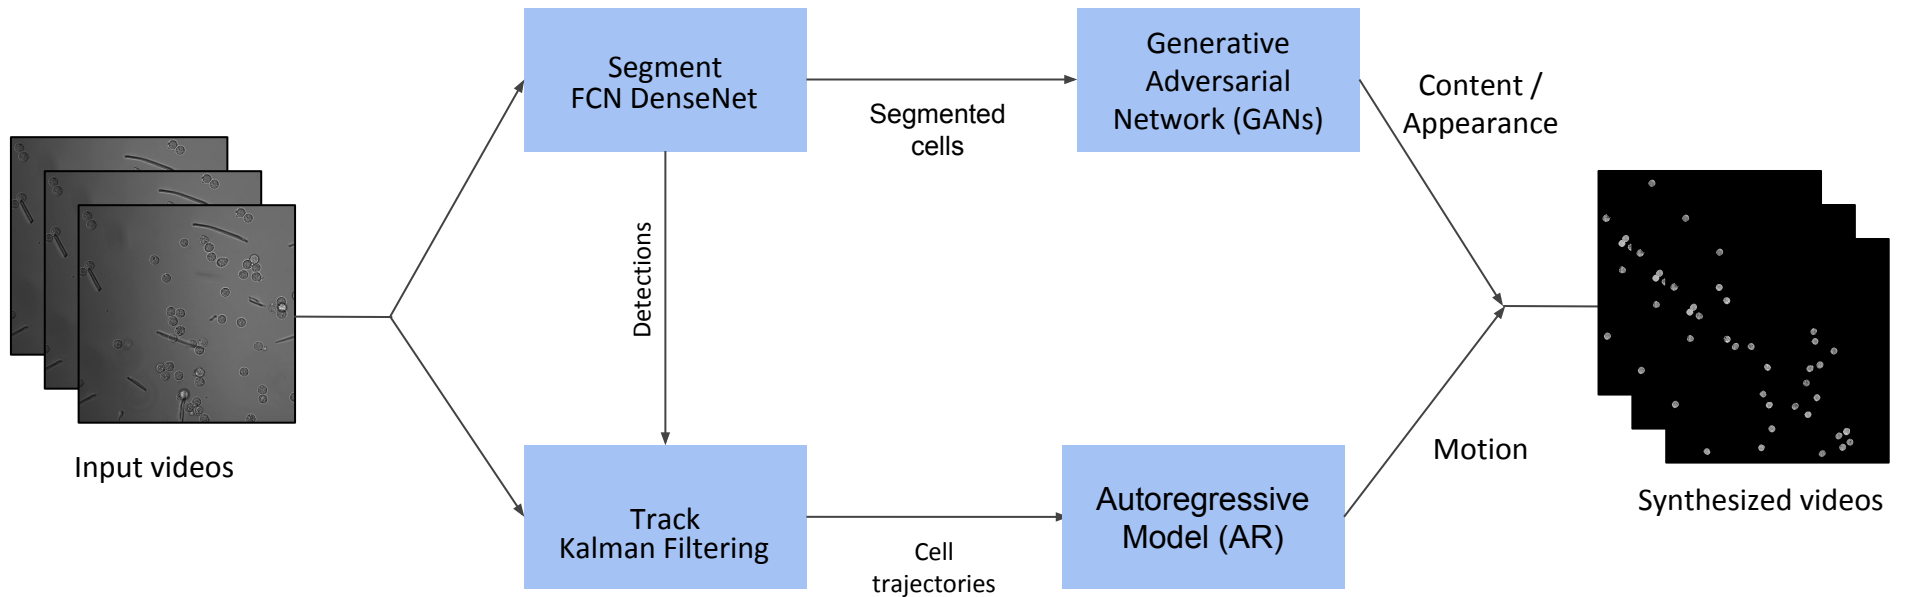 Input videos
Segment
FCN DenseNet
Segmented
cells
Detections
Track
Kalman Filtering
Cell
trajectories
Generative
Adversarial
Network (GANs)
Autoregressive
Model (AR)
Content /
Appearance
Motion
Synthesized videos